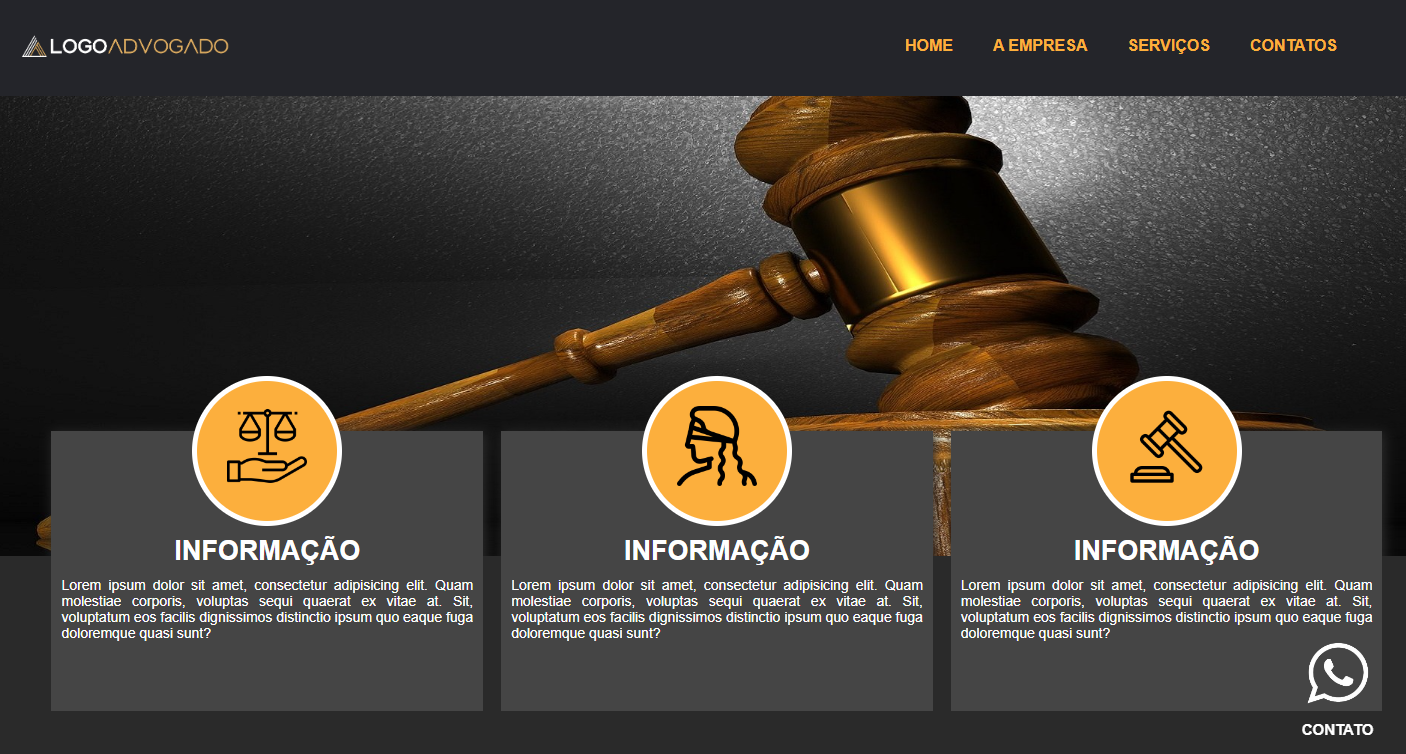 LOGOADVOGADO
HOME A EMPRESA SERVIÇOS CONTATOS
INFORMAÇÃO
Lorem ipsum dolor sit amet, consectetur adipisicing elit. Quam
molestiae corporis, voluptas sequi quaerat ex vitae at. Sit,
voluptatum eos facilis dignissimos distinctio ipsum quo eaque fuga
doloremque quasi sunt?
INFORMAÇÃO
Lorem ipsum dolor sit amet, consectetur adipisicing elit. Quam
molestiae corporis, voluptas sequi quaerat ex vitae at. Sit,
voluptatum eos facilis dignissimos distinctio ipsum quo eaque fuga
doloremque quasi sunt?
INFORMAÇÃO
Lorem ipsum dolor sit amet, consectetur adipisicing elit. Quam
molestiae corporis, voluptas sequi quaerat ex vitae at. Sit,
voluptatum eos facilis dignissimos distinctio ipsum quo eaque fuga
doloremque quasi sunt?
CONTATO